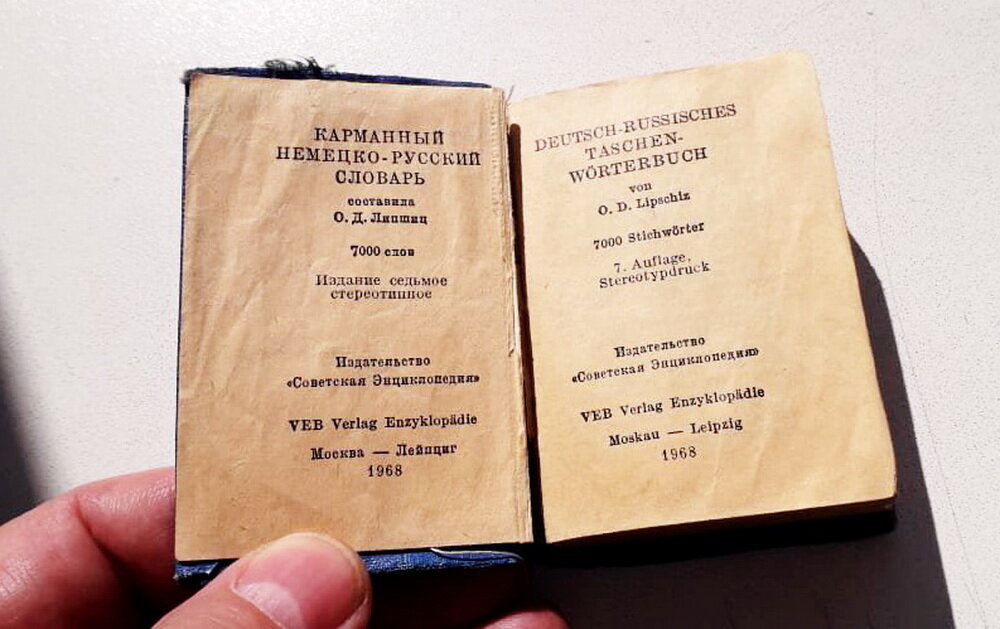 КАРМАННЫЙ
НЕМЕЦКО-РУССКИЙ
СЛОВАРЬ
составила
О. Д. Липшиц
7000 слов
Издание седьмое
стереотипное
Издательство
«Советская Энциклопедия»
VEB Verlag Enzyklopädie
Москва — Лейпциг
1968
DEUTSCH-RUSSISCHES
TASCHEN-
WÖRTERBUCH
von
O. D. Lipschiz
7000 Stichwörter
7. Auflage,
Stereotypdruck
Издательство
«Советская Энциклопедия»
VEB Verlag Enzyklopädie
Moskau — Leipzig
1968